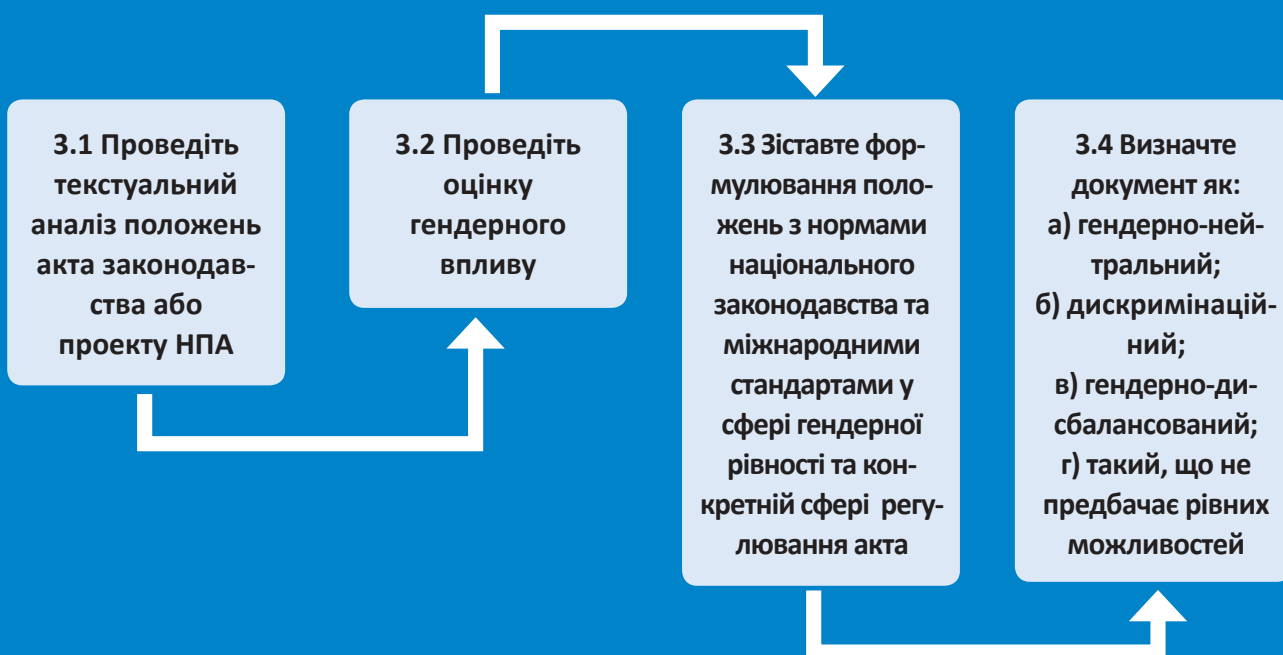 3.1 Проведіть
текстуальний
аналіз положень
акта законодав-
ства або
проекту НПА
3.2 Проведіть
оцінку
гендерного
впливу
3.3 Зіставте фор-
мулювання поло-
жень з нормами
національного
законодавства та
міжнародними
стандартами у
сфері гендерної
рівності та кон-
кретній сфері регу-
лювання акта
3.4 Визначте
документ як:
а) гендерно-ней-
тральний;
б) дискримінацій-
ний;
в) гендерно-ди-
сбалансований;
г) такий, що не
предбачає рівних
можливостей